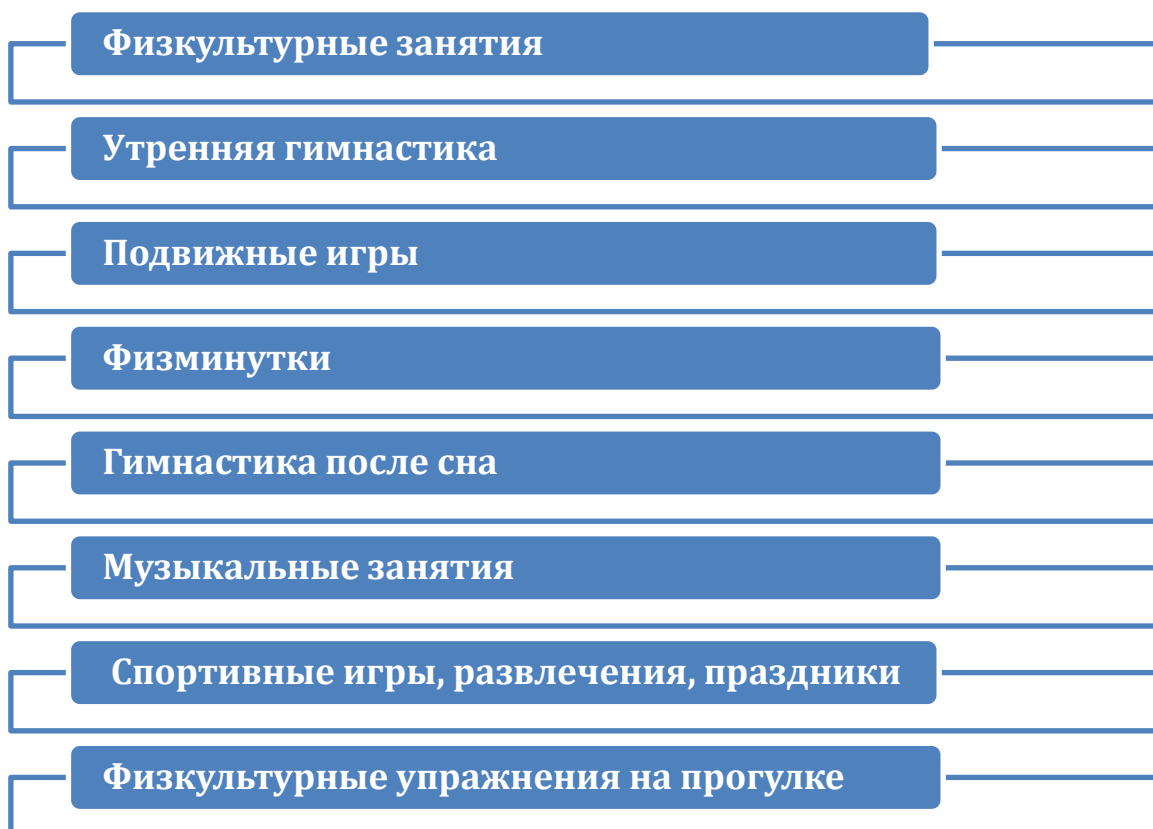 Физкультурные занятия
Утренняя гимнастика
Подвижные игры
Физминутки
Гимнастика после сна
Музыкальные занятия
Спортивные игры, развлечения, праздники
Физкультурные упражнения на прогулке